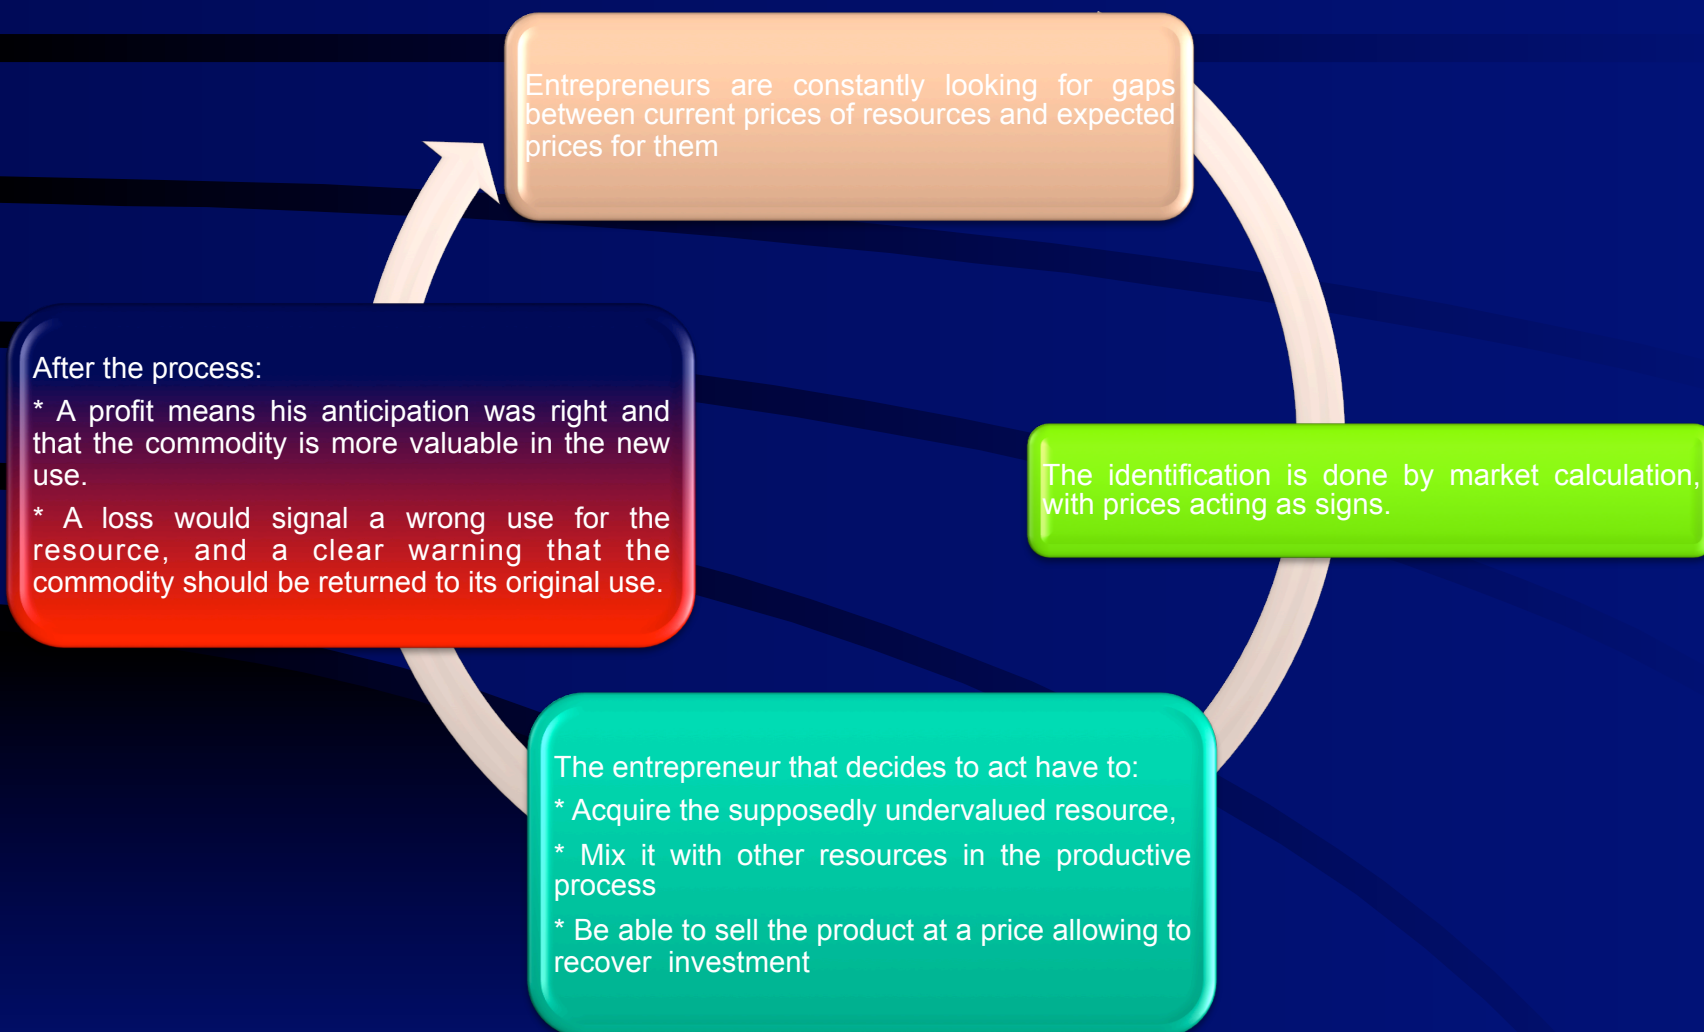 Entrepreneurs are constantly looking for gaps
between current prices of resources and expected
prices for them
The identification is done by market calculation,
with prices acting as signs.
The entrepreneur that decides to act have to:
* Acquire the supposedly undervalued resource,
* Mix it with other resources in the productive
process
* Be able to sell the product at a price allowing to
recover investment
After the process:
* A profit means his anticipation was right and
that the commodity is more valuable in the new
use.
* A loss would signal a wrong use for the
resource, and a clear warning that the
commodity should be returned to its original use.